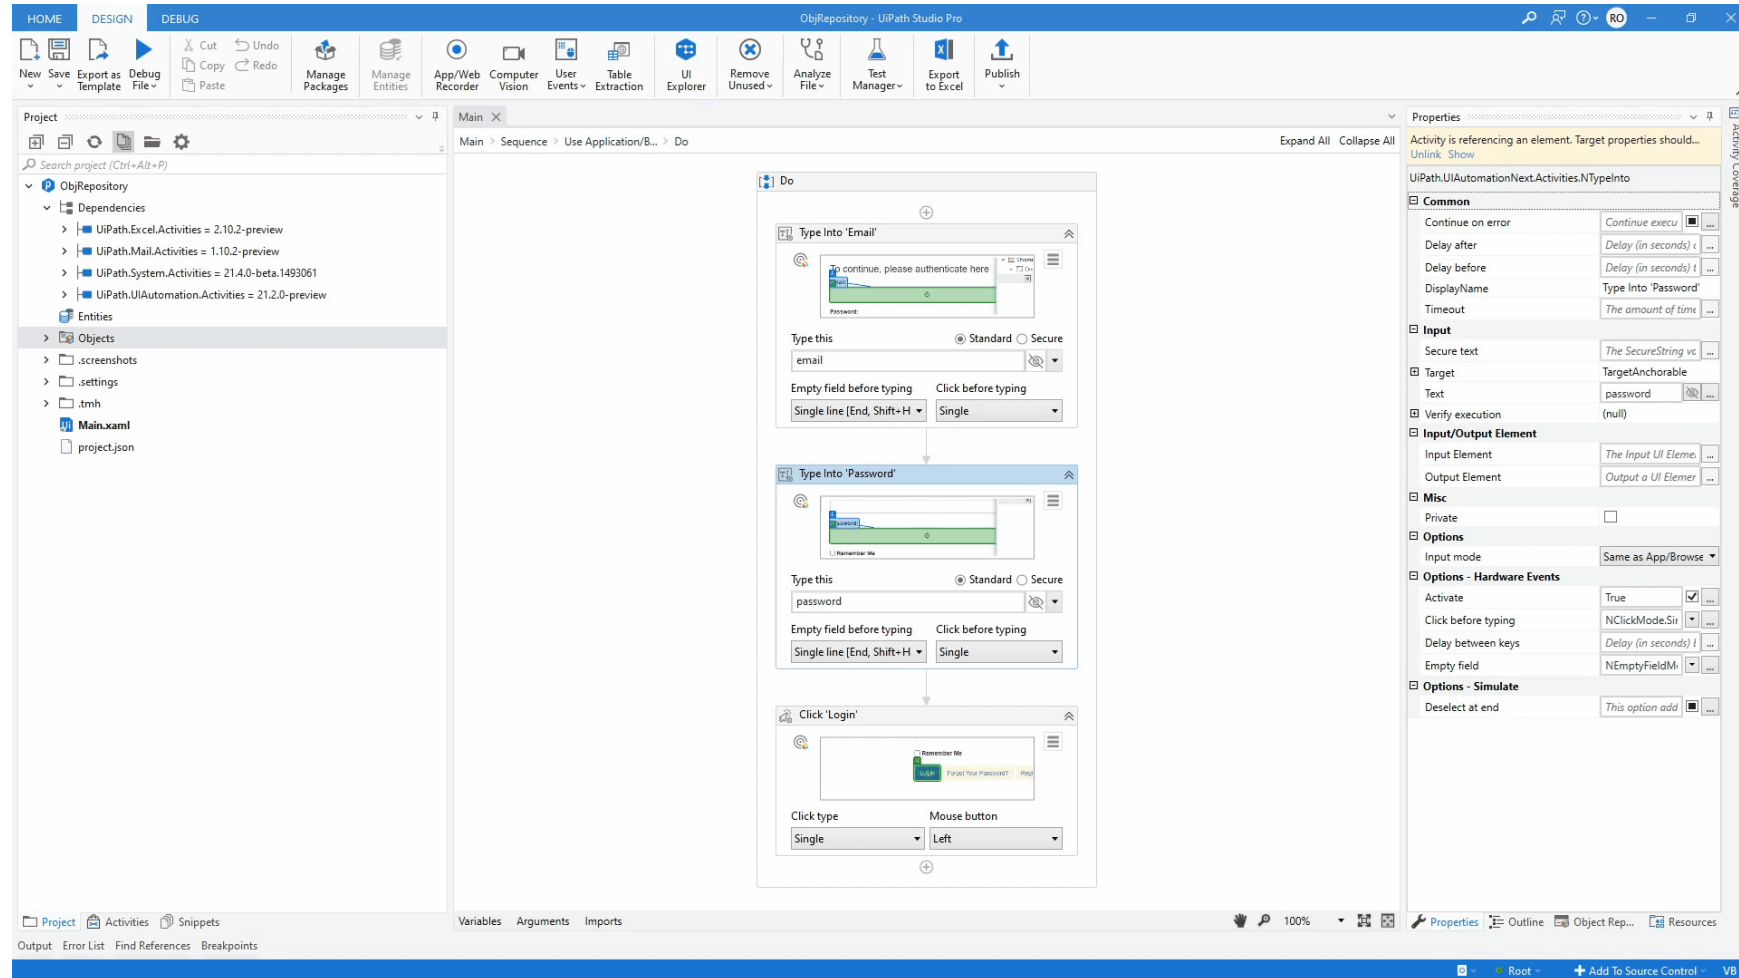 HOME DESIGN DEBUG ObjRepository - UiPath Studio Pro RO
New Save Export as Template Debug File Cut Copy Paste Undo Redo Manage Packages Manage Entities App/Web Recorder Computer Vision User Events Table Extraction UI Explorer Remove Unused Analyze File Test Manager Export to Excel Publish
Project
Search project (Ctrl+Alt+P)
ObjRepository
Dependencies
UiPath.Excel.Activities = 2.10.2-preview
UiPath.Mail.Activities = 1.10.2-preview
UiPath.System.Activities = 21.4.0-beta.1493061
UiPath.UIAutomation.Activities = 21.2.0-preview
Entities
Objects
.screenshots
.settings
.tmh
Main.xaml
project.json
Project Activities Snippets
Main
Main > Sequence > Use Application/B... > Do Expand All Collapse All
Do
Type Into 'Email'
To continue, please authenticate here
Password:
Type this Standard Secure
email
Empty field before typing Click before typing
Single line [End, Shift+H Single
Type Into 'Password'
Remember Me
Type this Standard Secure
password
Empty field before typing Click before typing
Single line [End, Shift+H Single
Click 'Login'
Remember Me
Forgot Your Password?
Click type Mouse button
Single Left
Variables Arguments Imports 100%
Properties
Activity is referencing an element. Target properties should...
Unlink Show
UiPath.UIAutomationNext.Activities.NTypeInto
Common
Continue on error Continue execu ...
Delay after Delay (in seconds) ...
Delay before Delay (in seconds) ...
DisplayName Type Into 'Password'
Timeout The amount of time ...
Input
Secure text The SecureString ...
Target TargetAnchorable
Text password ...
Verify execution (null)
Input/Output Element
Input Element The Input UI Eleme ...
Output Element Output a UI Elemer ...
Misc
Private
Options
Input mode Same as App/Browse
Options - Hardware Events
Activate True ...
Click before typing NClickMode.Sir ...
Delay between keys Delay (in seconds) ...
Empty field NEmptyFieldM ...
Options - Simulate
Deselect at end This option add ...
Properties Outline Object Rep... Resources
Activity Coverage
Output Error List Find References Breakpoints
Root Add To Source Control VB